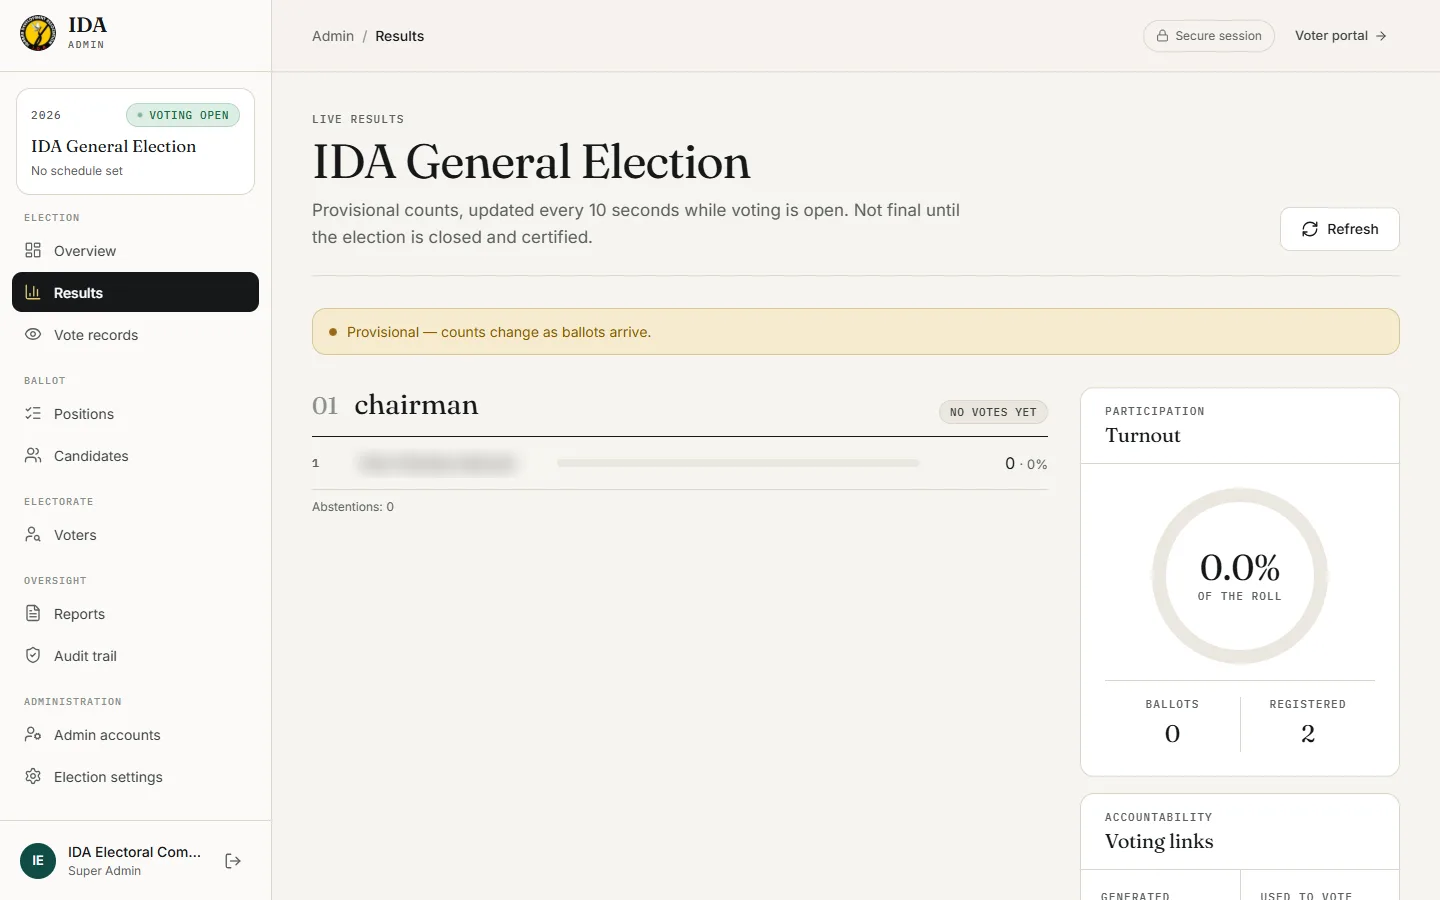 IDA
ADMIN
2026
VOTING OPEN
IDA General Election
No schedule set
ELECTION
Overview
Results
Vote records
BALLOT
Positions
Candidates
ELECTORATE
Voters
OVERSIGHT
Reports
Audit trail
ADMINISTRATION
Admin accounts
Election settings
IE
IDA Electoral Com...
Super Admin
Admin / Results
Secure session
Voter portal →
LIVE RESULTS
IDA General Election
Provisional counts, updated every 10 seconds while voting is open. Not final until
the election is closed and certified.
Refresh
Provisional — counts change as ballots arrive.
01 chairman
NO VOTES YET
1
0 · 0%
Abstentions: 0
PARTICIPATION
Turnout
0.0%
OF THE ROLL
BALLOTS
0
REGISTERED
2
ACCOUNTABILITY
Voting links
GENERATED
USED TO VOTE